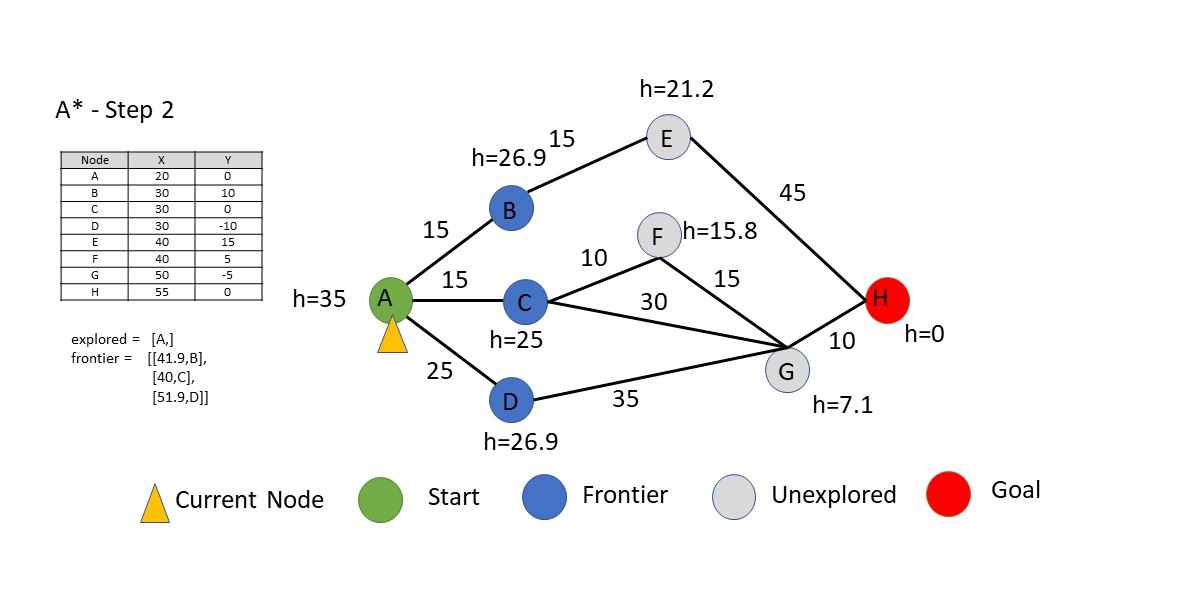 A* - Step 2
Node X Y
A 20 0
B 30 10
C 30 0
D 30 -10
E 40 15
F 40 5
G 50 -5
H 55 0
explored = [A,]
frontier = [[41.9,B],
[40,C],
[51.9,D]]
h=21.2
E
15
h=26.9
B
45
15
F
h=15.8
10
15
15
30
h=35
A
C
H
h=25
h=0
10
25
G
D
35
h=7.1
h=26.9
Current Node
Start
Frontier
Unexplored
Goal